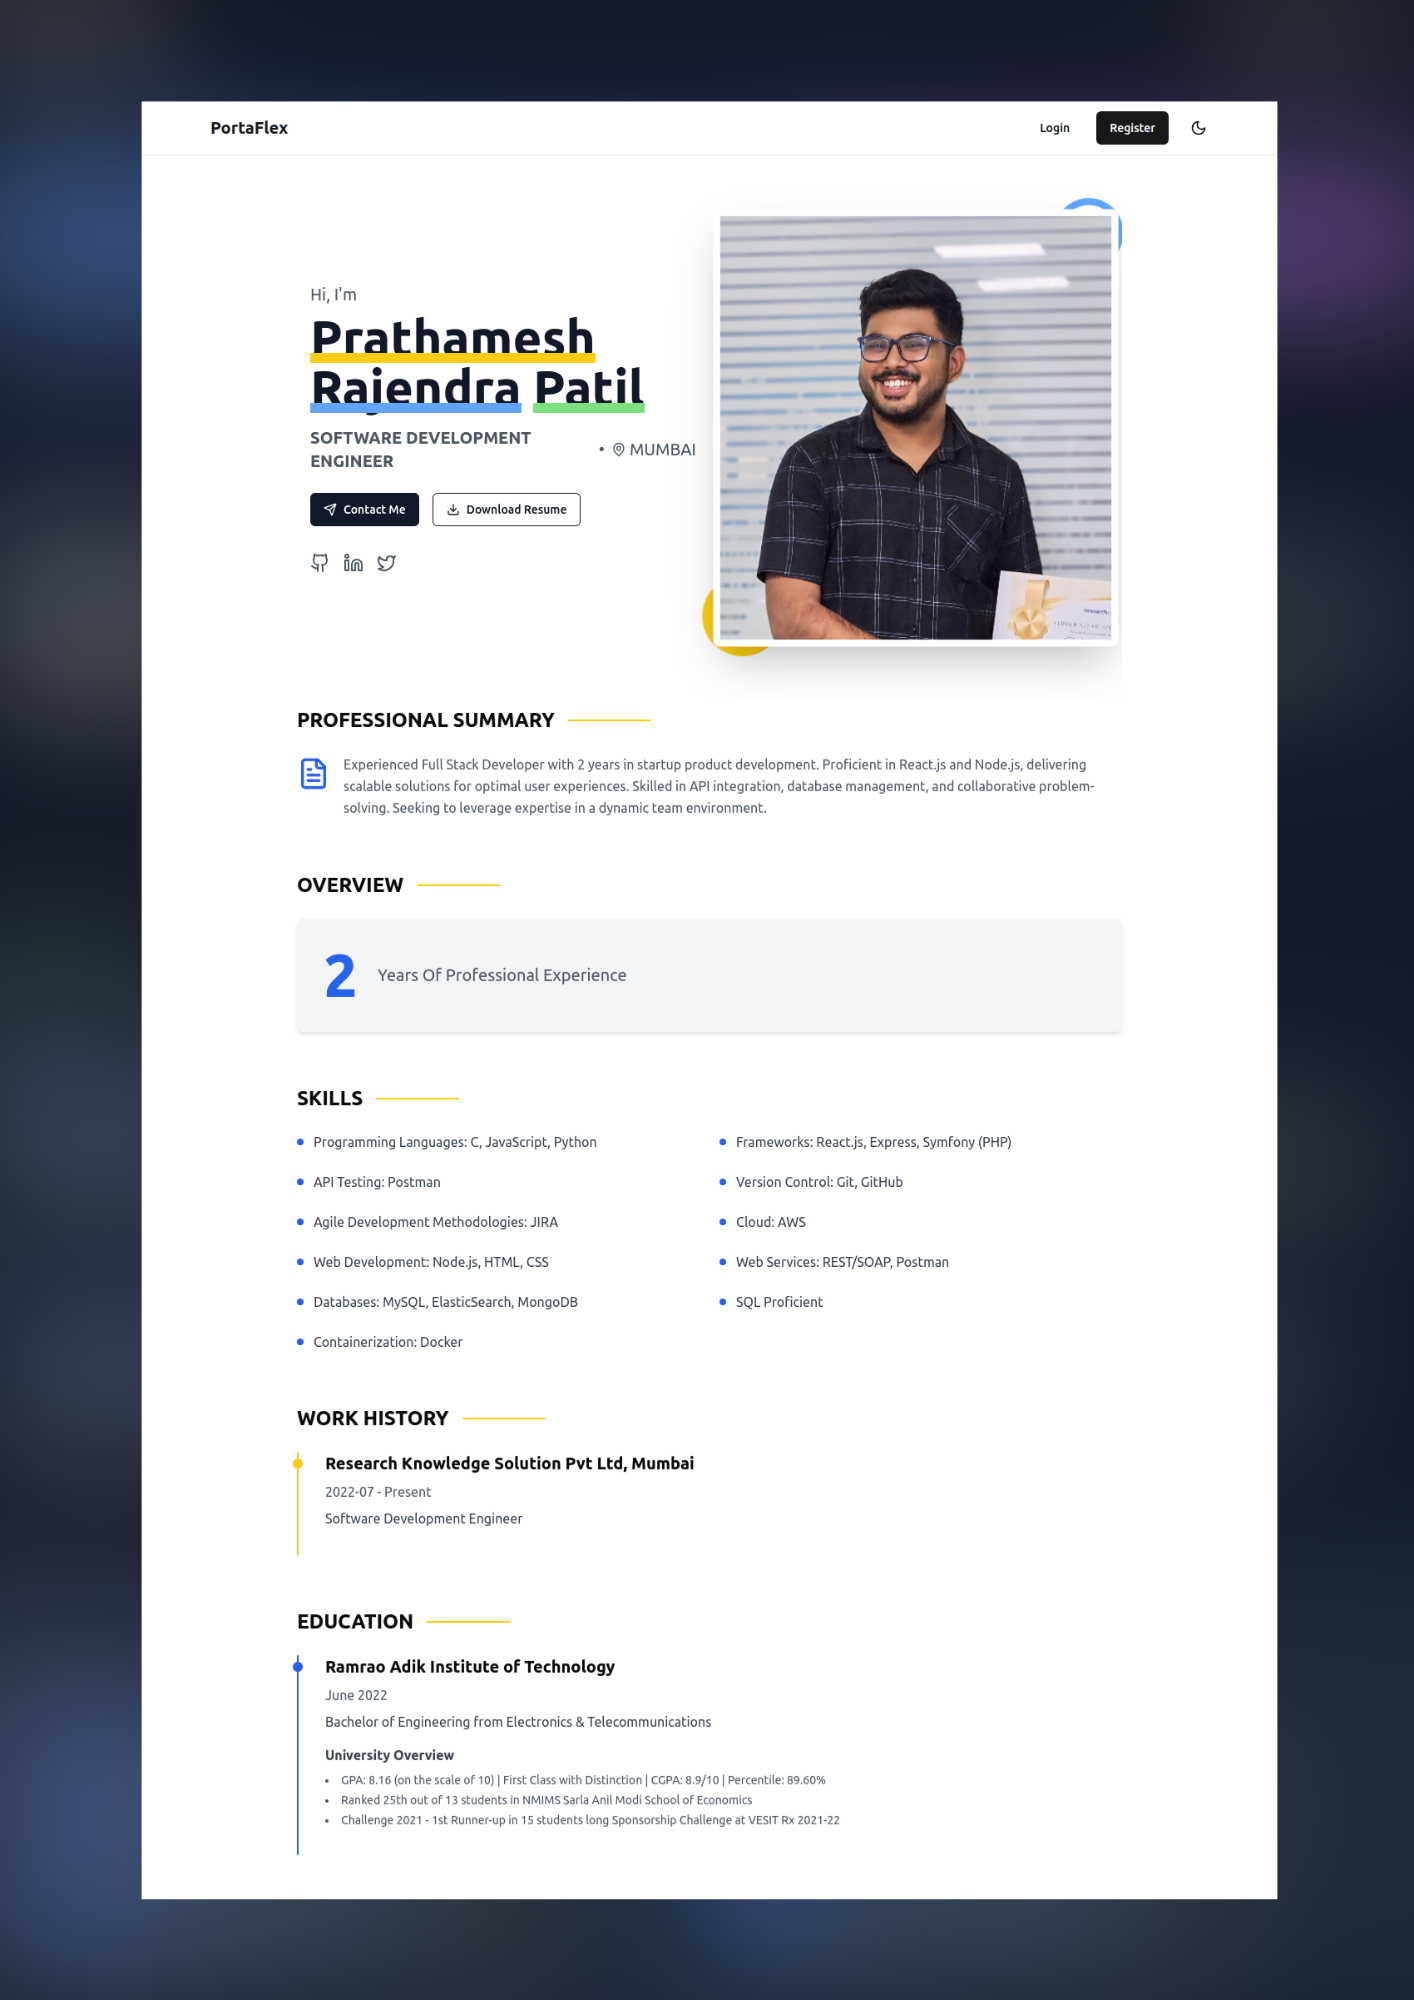 PortaFlex
Login
Register
Hi, I'm
Prathamesh
Rajendra Patil
SOFTWARE DEVELOPMENT
ENGINEER
• MUMBAI
Contact Me
Download Resume
PROFESSIONAL SUMMARY
Experienced Full Stack Developer with 2 years in startup product development. Proficient in React.js and Node.js, delivering
scalable solutions for optimal user experiences. Skilled in API integration, database management, and collaborative problem-
solving. Seeking to leverage expertise in a dynamic team environment.
OVERVIEW
2 Years Of Professional Experience
SKILLS
Programming Languages: C, JavaScript, Python
Frameworks: React.js, Express, Symfony (PHP)
API Testing: Postman
Version Control: Git, GitHub
Agile Development Methodologies: JIRA
Cloud: AWS
Web Development: Node.js, HTML, CSS
Web Services: REST/SOAP, Postman
Databases: MySQL, ElasticSearch, MongoDB
SQL Proficient
Containerization: Docker
WORK HISTORY
Research Knowledge Solution Pvt Ltd, Mumbai
2022-07 - Present
Software Development Engineer
EDUCATION
Ramrao Adik Institute of Technology
June 2022
Bachelor of Engineering from Electronics & Telecommunications
University Overview
• GPA: 8.16 (on the scale of 10) | First Class with Distinction | CGPA: 8.9/10 | Percentile: 89.60%
• Ranked 25th out of 13 students in NMIMS Sarla Anil Modi School of Economics
• Challenge 2021 - 1st Runner-up in 15 students long Sponsorship Challenge at VESIT Rx 2021-22